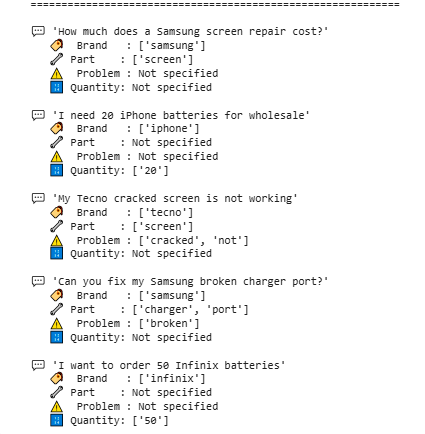 ============================================================
💬 'How much does a Samsung screen repair cost?'
🏷️ Brand : ['samsung']
🔧 Part : ['screen']
⚠️ Problem : Not specified
🔢 Quantity: Not specified
💬 'I need 20 iPhone batteries for wholesale'
🏷️ Brand : ['iphone']
🔧 Part : Not specified
⚠️ Problem : Not specified
🔢 Quantity: ['20']
💬 'My Tecno cracked screen is not working'
🏷️ Brand : ['tecno']
🔧 Part : ['screen']
⚠️ Problem : ['cracked', 'not']
🔢 Quantity: Not specified
💬 'Can you fix my Samsung broken charger port?'
🏷️ Brand : ['samsung']
🔧 Part : ['charger', 'port']
⚠️ Problem : ['broken']
🔢 Quantity: Not specified
💬 'I want to order 50 Infinix batteries'
🏷️ Brand : ['infinix']
🔧 Part : Not specified
⚠️ Problem : Not specified
🔢 Quantity: ['50']